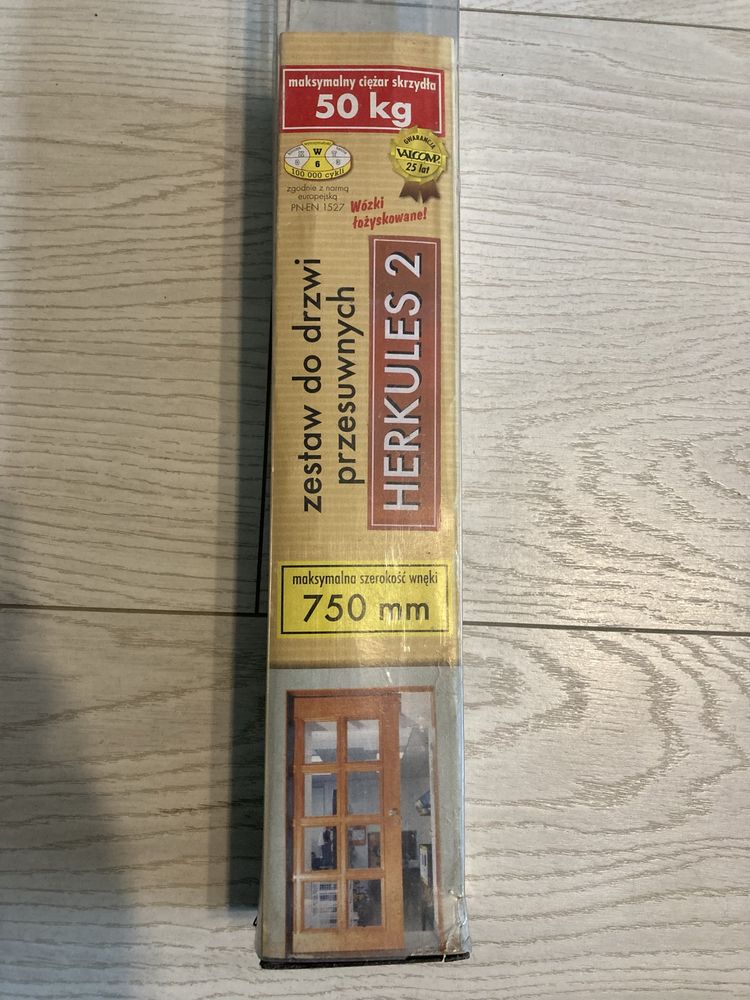 maksymalny ciężar skrzydła
50 kg
W
6
100 000 cykli
zgodnie z normą
europejską
PN-EN 1527
GWARANCJA
VALCOMP
25 lat
Wózki
łożyskowane!
zestaw do drzwi
przesuwnych
HERKULES 2
maksymalna szerokość wnęki
750 mm